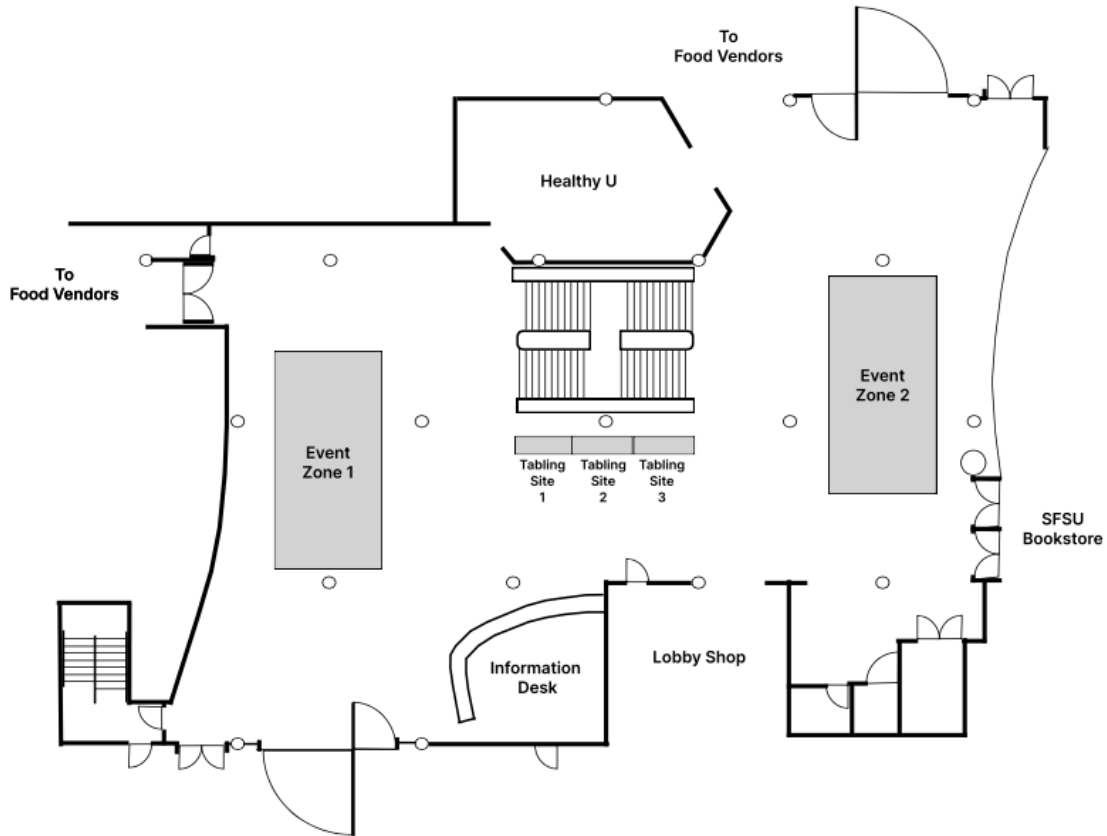 To
Food Vendors
Healthy U
To
Food Vendors
Event
Zone 1
Event
Zone 2
Tabling
Site
1
Tabling
Site
2
Tabling
Site
3
SFSU
Bookstore
Information
Desk
Lobby Shop